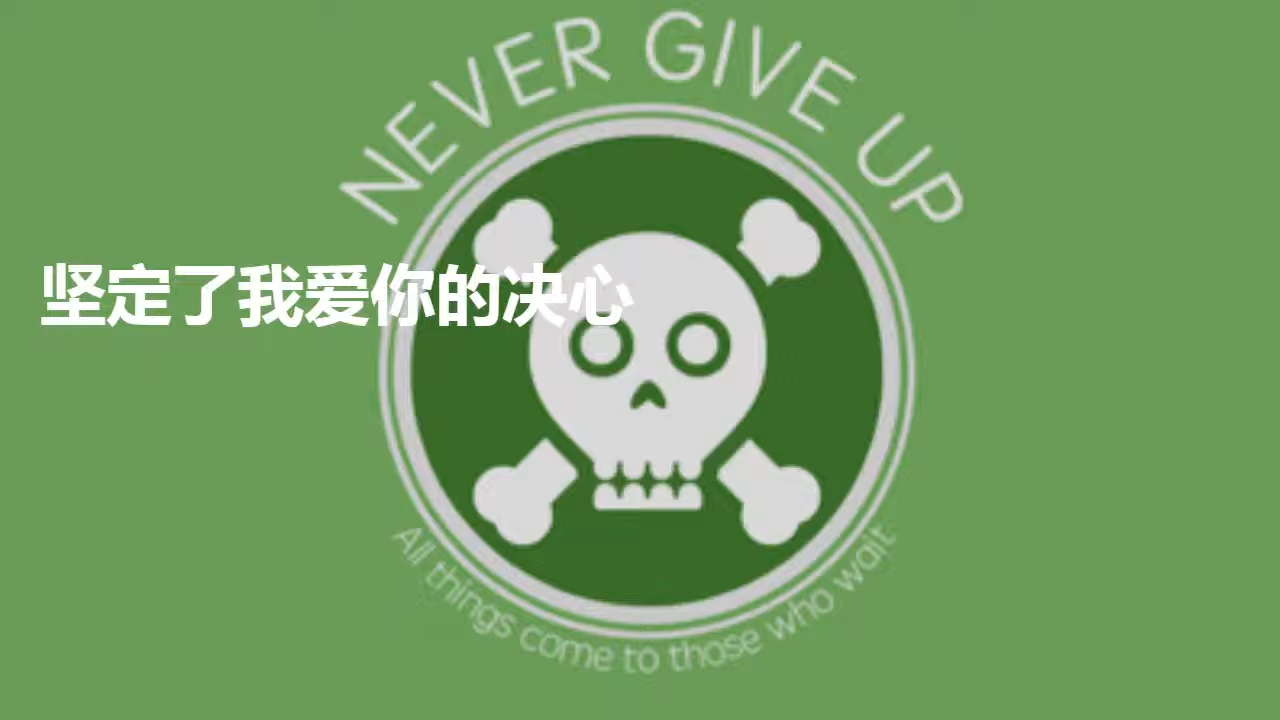 NEVER GIVE UP
坚定了我爱你的决心
All things come to those who wait